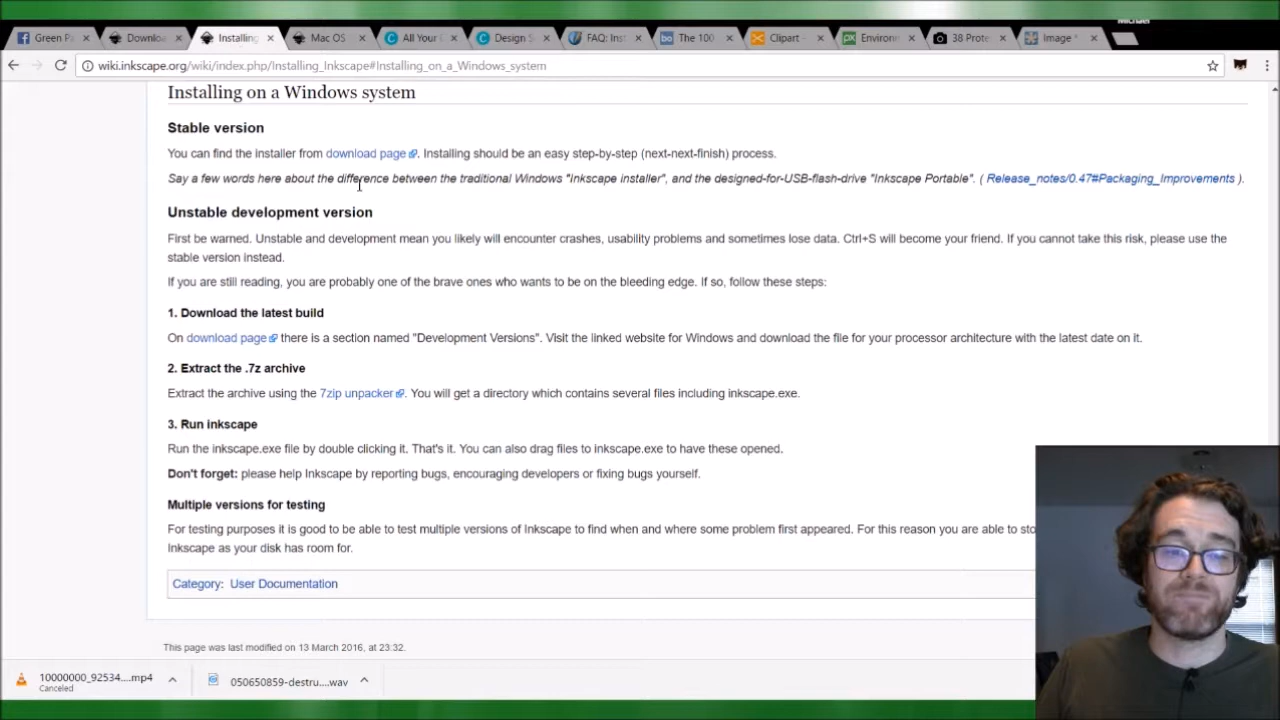 Green Pa
Downloa
Installing
Mac OS
All Your G
Design S
FAQ: Inst
The 100
Clipart -
Environ
38 Prote
Image
wiki.inkscape.org/wiki/index.php/Installing_Inkscape#Installing_on_a_Windows_system
Installing on a Windows system
Stable version
You can find the installer from download page. Installing should be an easy step-by-step (next-next-finish) process.
Say a few words here about the difference between the traditional Windows "Inkscape installer", and the designed-for-USB-flash-drive "Inkscape Portable". ( Release_notes/0.47#Packaging_Improvements ).
Unstable development version
First be warned. Unstable and development mean you likely will encounter crashes, usability problems and sometimes lose data. Ctrl+S will become your friend. If you cannot take this risk, please use the
stable version instead.
If you are still reading, you are probably one of the brave ones who wants to be on the bleeding edge. If so, follow these steps:
1. Download the latest build
On download page there is a section named "Development Versions". Visit the linked website for Windows and download the file for your processor architecture with the latest date on it.
2. Extract the .7z archive
Extract the archive using the 7zip unpacker. You will get a directory which contains several files including inkscape.exe.
3. Run inkscape
Run the inkscape.exe file by double clicking it. That's it. You can also drag files to inkscape.exe to have these opened.
Don't forget: please help Inkscape by reporting bugs, encouraging developers or fixing bugs yourself.
Multiple versions for testing
For testing purposes it is good to be able to test multiple versions of Inkscape to find when and where some problem first appeared. For this reason you are able to sto
Inkscape as your disk has room for.
Category: User Documentation
This page was last modified on 13 March 2016, at 23:32.
10000000_92534....mp4
Canceled
050650859-destru....wav